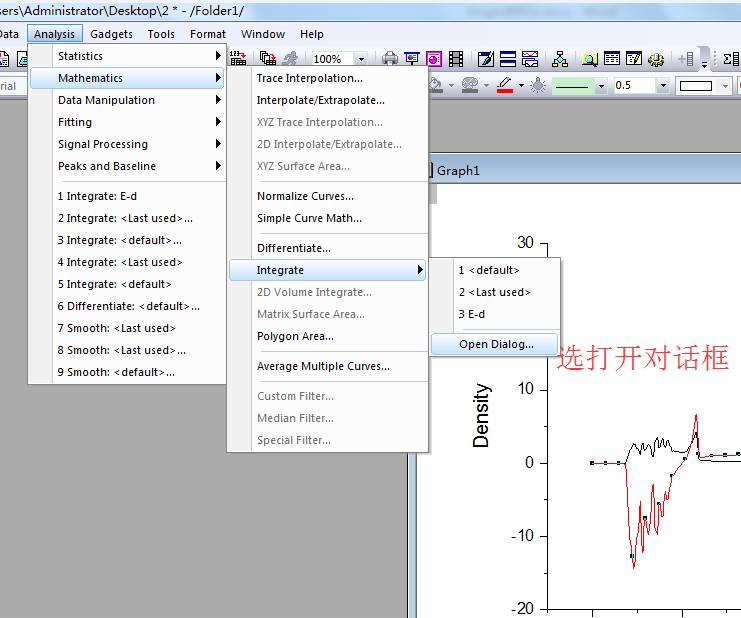 sers\Administrator\Desktop\2 * - /Folder1/
Data Analysis Gadgets Tools Format Window Help
100%
rial
0.5
Statistics
Mathematics
Data Manipulation
Fitting
Signal Processing
Peaks and Baseline
1 Integrate: E-d
2 Integrate: <Last used>...
3 Integrate: <default>...
4 Integrate: <Last used>
5 Integrate: <default>
6 Differentiate: <default>...
7 Smooth: <Last used>
8 Smooth: <Last used>
9 Smooth: <default>...
Trace Interpolation...
Interpolate/Extrapolate...
XYZ Trace Interpolation...
2D Interpolate/Extrapolate...
XYZ Surface Area...
Normalize Curves...
Simple Curve Math...
Differentiate...
Integrate
2D Volume Integrate...
Matrix Surface Area...
Polygon Area...
Average Multiple Curves...
Custom Filter...
Median Filter...
Special Filter...
1 <default>
2 <Last used>
3 E-d
Open Dialog...
选打开对话框
Graph1
30
10
0
-10
-20
Density